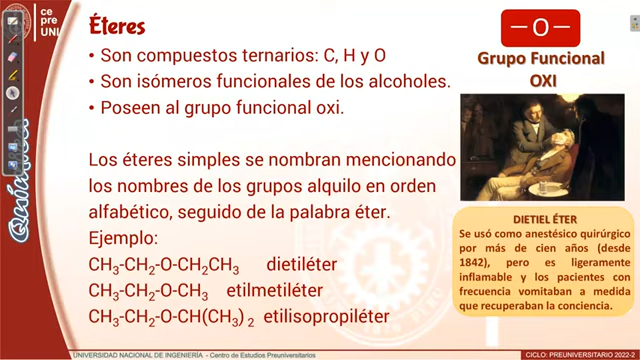 ce
pre
UNI
Éteres
• Son compuestos ternarios: C, H y O
• Son isómeros funcionales de los alcoholes.
• Poseen al grupo funcional oxi.
Los éteres simples se nombran mencionando
los nombres de los grupos alquilo en orden
alfabético, seguido de la palabra éter.
Ejemplo:
CH₃-CH₂-O-CH₂CH₃ dietiléter
CH₃-CH₂-O-CH₃ etilmetiléter
CH₃-CH₂-O-CH(CH₃)₂ etilisopropiléter
—O—
Grupo Funcional
OXI
DIETIEL ÉTER
Se usó como anestésico quirúrgico
por más de cien años (desde
1842), pero es ligeramente
inflamable y los pacientes con
frecuencia vomitaban a medida
que recuperaban la conciencia.
UNIVERSIDAD NACIONAL DE INGENIERÍA - Centro de Estudios Preuniversitarios
CICLO: PREUNIVERSITARIO 2022-2